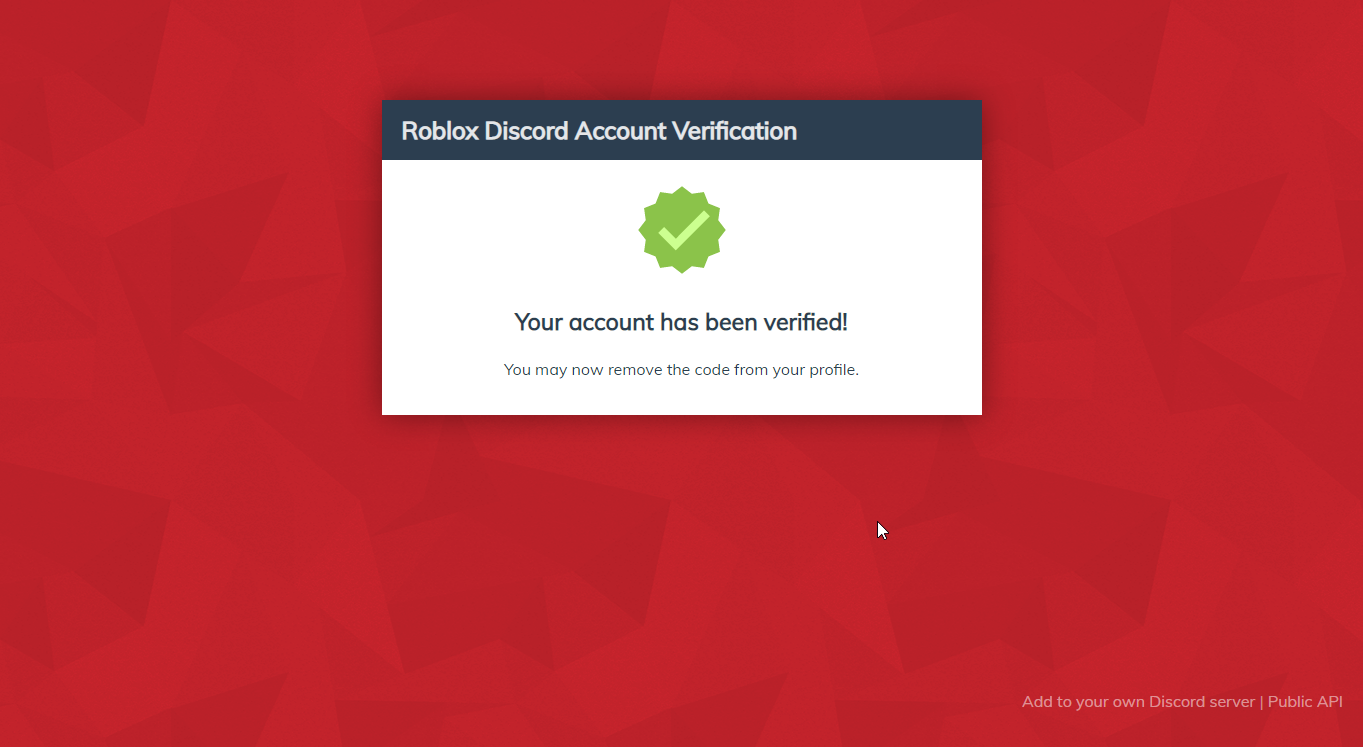 Roblox Discord Account Verification
Your account has been verified!
You may now remove the code from your profile.
Add to your own Discord server | Public API